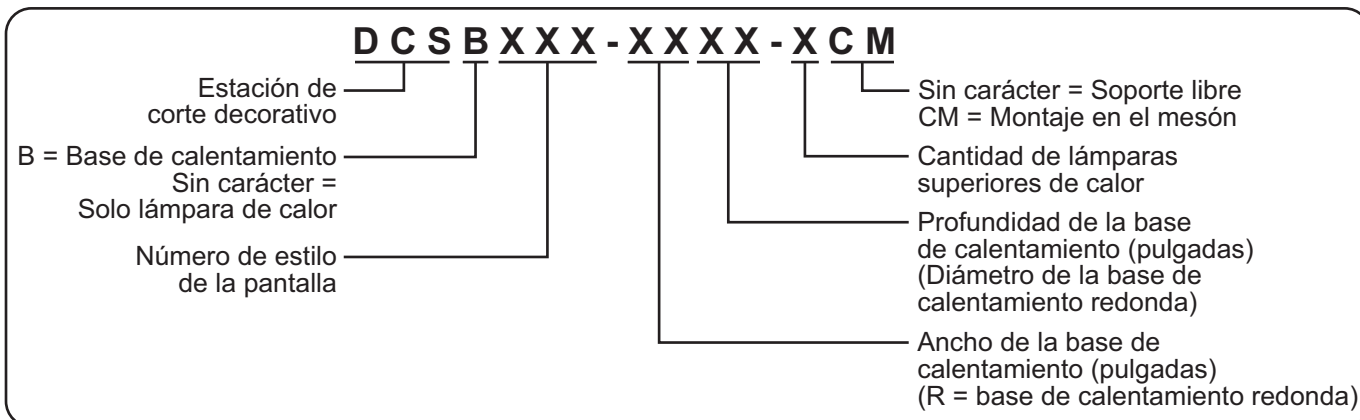 D C S B X X X - X X X X - X C M
Estación de
corte decorativo
B = Base de calentamiento
Sin carácter =
Solo lámpara de calor
Número de estilo
de la pantalla
Sin carácter = Soporte libre
CM = Montaje en el mesón
Cantidad de lámparas
superiores de calor
Profundidad de la base
de calentamiento (pulgadas)
(Diámetro de la base de
calentamiento redonda)
Ancho de la base de
calentamiento (pulgadas)
(R = base de calentamiento redonda)